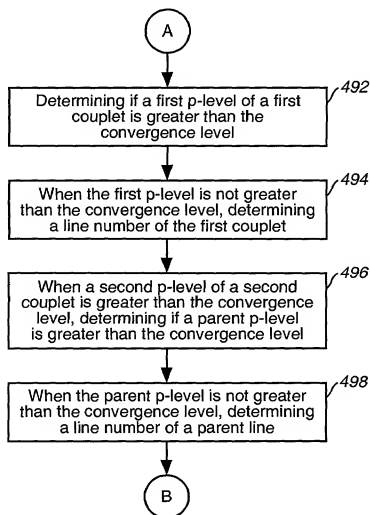 A
492
Determining if a first p-level of a first
couplet is greater than the
convergence level
494
When the first p-level is not greater
than the convergence level, determining
a line number of the first couplet
496
When a second p-level of a second
couplet is greater than the convergence
level, determining if a parent p-level
is greater than the convergence level
498
When the parent p-level is not greater
than the convergence level, determining
a line number of a parent line
B